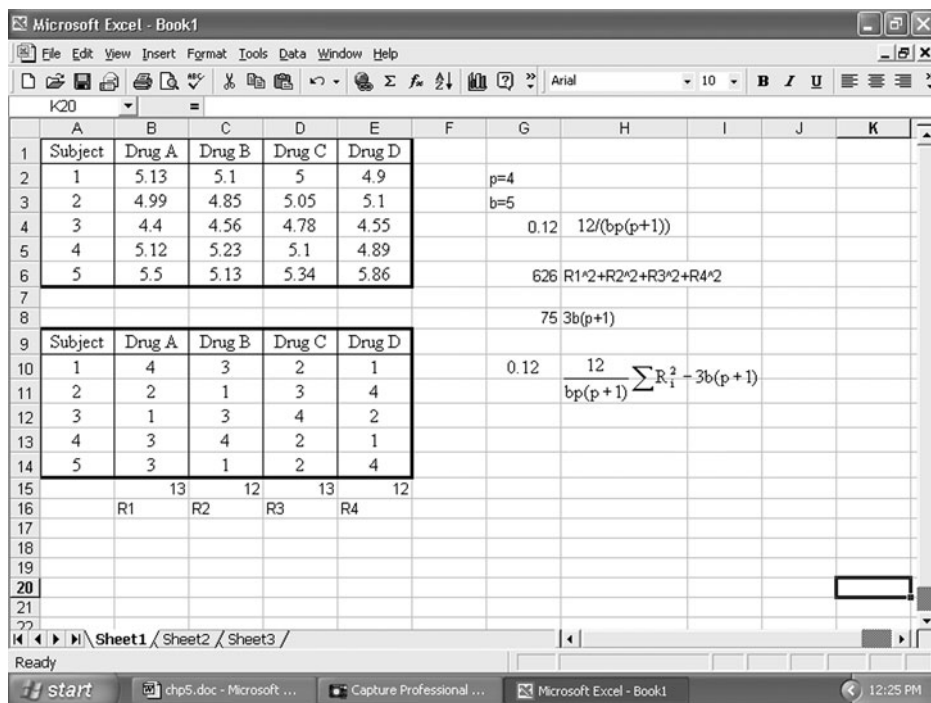 Microsoft Excel - Book1
File Edit View Insert Format Tools Data Window Help
Arial 10 B I U
K20 =
A B C D E F G H I J K
1 Subject Drug A Drug B Drug C Drug D
2 1 5.13 5.1 5 4.9 p=4
3 2 4.99 4.85 5.05 5.1 b=5
4 3 4.4 4.56 4.78 4.55 0.12 12/(bp(p+1))
5 4 5.12 5.23 5.1 4.89
6 5 5.5 5.13 5.34 5.86 626 R1^2+R2^2+R3^2+R4^2
7
8 75 3b(p+1)
9 Subject Drug A Drug B Drug C Drug D
10 1 4 3 2 1 0.12 12/bp(p+1) ∑R_i^2 - 3b(p+1)
11 2 2 1 3 4
12 3 1 3 4 2
13 4 3 4 2 1
14 5 3 1 2 4
15 13 12 13 12
16 R1 R2 R3 R4
17
18
19
20
21
22
Sheet1 / Sheet2 / Sheet3 /
Ready
start chp5.doc - Microsoft ... Capture Professional ... Microsoft Excel - Book1 12:25 PM